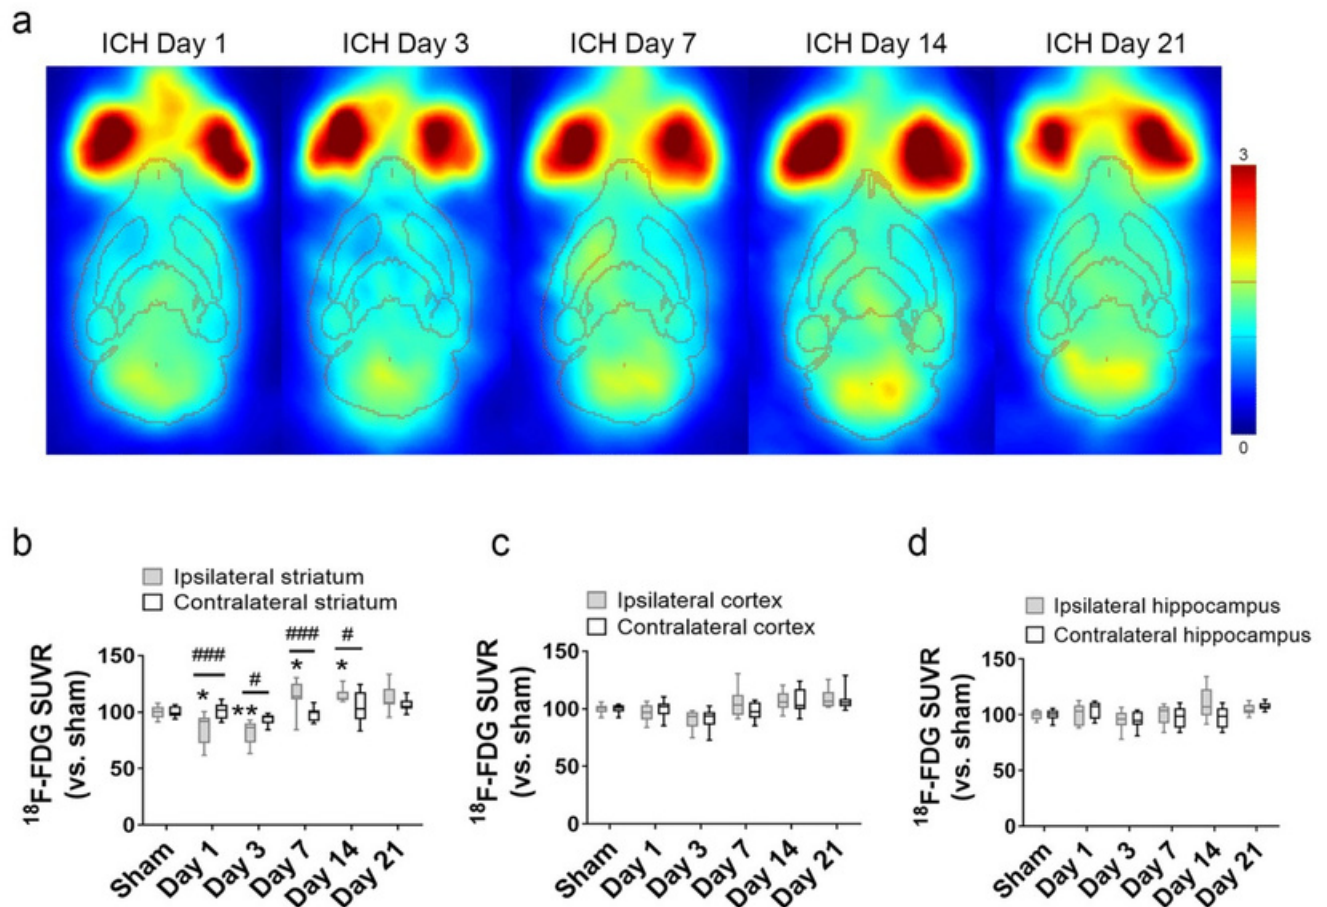 a
ICH Day 1 ICH Day 3 ICH Day 7 ICH Day 14 ICH Day 21
3
0
b
Ipsilateral striatum
Contralateral striatum
18F-FDG SUVR
(vs. sham)
150
100
50
0
###
*
#
**
###
*
#
*
Sham Day 1 Day 3 Day 7 Day 14 Day 21
c
Ipsilateral cortex
Contralateral cortex
18F-FDG SUVR
(vs. sham)
150
100
50
0
Sham Day 1 Day 3 Day 7 Day 14 Day 21
d
Ipsilateral hippocampus
Contralateral hippocampus
18F-FDG SUVR
(vs. sham)
150
100
50
0
Sham Day 1 Day 3 Day 7 Day 14 Day 21